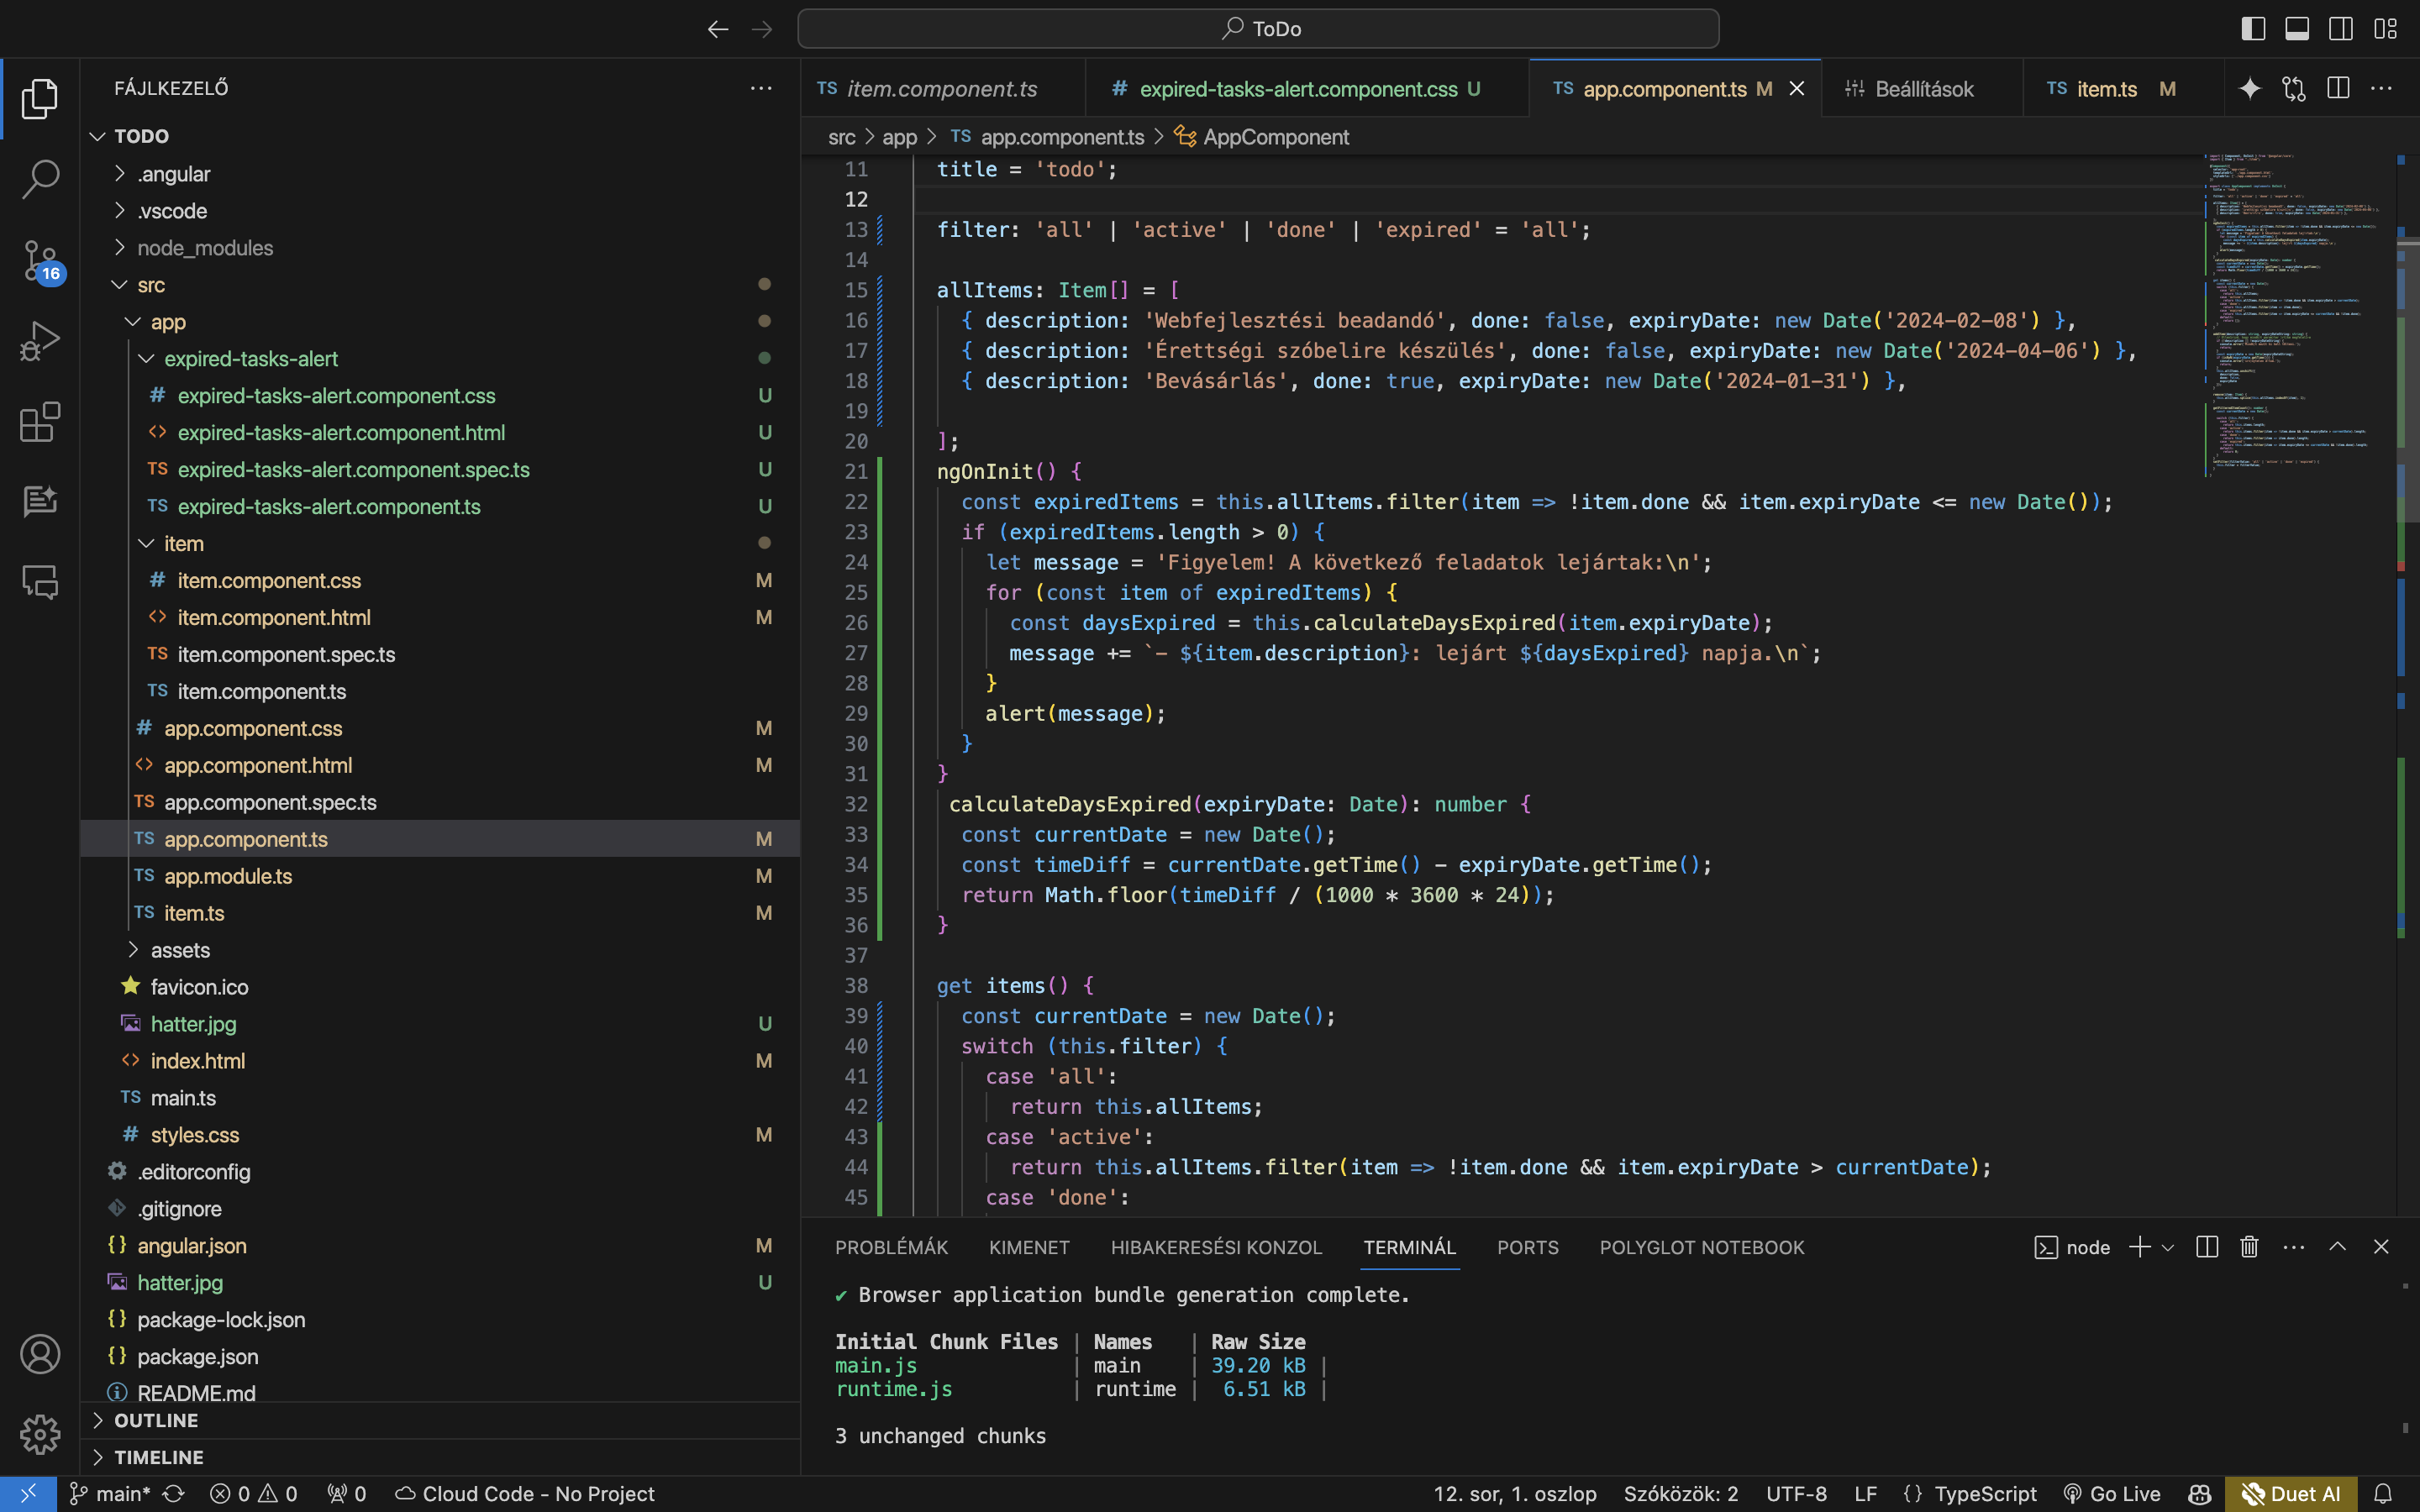 ToDo
FÁJLKEZELŐ
TODO
.angular
.vscode
node_modules
src
app
expired-tasks-alert
# expired-tasks-alert.component.css U
<> expired-tasks-alert.component.html U
TS expired-tasks-alert.component.spec.ts U
TS expired-tasks-alert.component.ts U
item
# item.component.css M
<> item.component.html M
TS item.component.spec.ts
TS item.component.ts
# app.component.css M
<> app.component.html M
TS app.component.spec.ts
TS app.component.ts M
TS app.module.ts M
TS item.ts M
assets
favicon.ico
hatter.jpg U
<> index.html M
TS main.ts
# styles.css M
.editorconfig
.gitignore
{} angular.json M
hatter.jpg U
{} package-lock.json
{} package.json
README.md
OUTLINE
TIMELINE
16
TS item.component.ts
# expired-tasks-alert.component.css U
TS app.component.ts M
Beállítások
TS item.ts M
src > app > TS app.component.ts > AppComponent
11 title = 'todo';
12
13 filter: 'all' | 'active' | 'done' | 'expired' = 'all';
14
15 allItems: Item[] = [
16 { description: 'Webfejlesztési beadandó', done: false, expiryDate: new Date('2024-02-08') },
17 { description: 'Érettségi szóbelire készülés', done: false, expiryDate: new Date('2024-04-06') },
18 { description: 'Bevásárlás', done: true, expiryDate: new Date('2024-01-31') },
19
20 ];
21 ngOnInit() {
22 const expiredItems = this.allItems.filter(item => !item.done && item.expiryDate <= new Date());
23 if (expiredItems.length > 0) {
24 let message = 'Figyelem! A következő feladatok lejártak:\n';
25 for (const item of expiredItems) {
26 const daysExpired = this.calculateDaysExpired(item.expiryDate);
27 message += `- ${item.description}: lejárt ${daysExpired} napja.\n`;
28 }
29 alert(message);
30 }
31 }
32 calculateDaysExpired(expiryDate: Date): number {
33 const currentDate = new Date();
34 const timeDiff = currentDate.getTime() - expiryDate.getTime();
35 return Math.floor(timeDiff / (1000 * 3600 * 24));
36 }
37
38 get items() {
39 const currentDate = new Date();
40 switch (this.filter) {
41 case 'all':
42 return this.allItems;
43 case 'active':
44 return this.allItems.filter(item => !item.done && item.expiryDate > currentDate);
45 case 'done':
PROBLÉMÁK KIMENET HIBAKERESÉSI KONZOL TERMINÁL PORTS POLYGLOT NOTEBOOK
node
✔ Browser application bundle generation complete.
Initial Chunk Files | Names | Raw Size
main.js | main | 39.20 kB |
runtime.js | runtime | 6.51 kB |
3 unchanged chunks
main* 0 0 0 Cloud Code - No Project
12. sor, 1. oszlop Szóközök: 2 UTF-8 LF {} TypeScript Go Live Duet AI